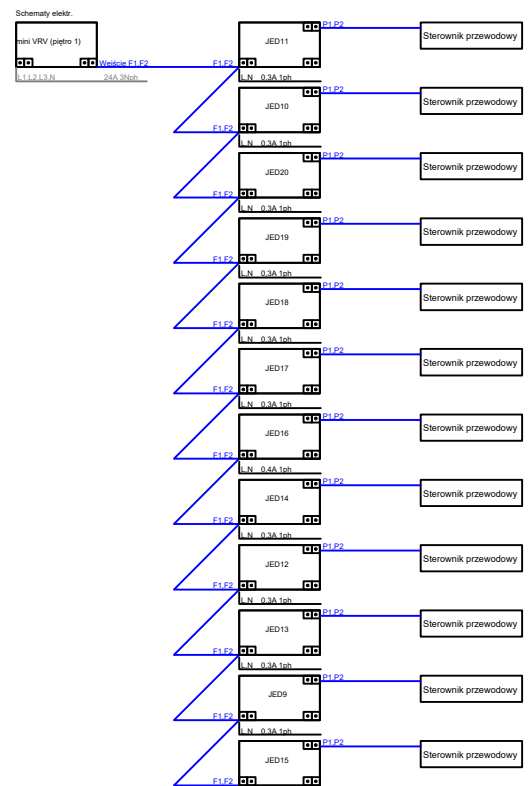 Schematy elektr.
mini VRV (piętro 1)
Wejście F1,F2
L1,L2,L3,N 24A 3Nph
JED11
P1,P2
Sterownik przewodowy
F1,F2
L,N 0,3A 1ph
JED10
P1,P2
Sterownik przewodowy
F1,F2
L,N 0,3A 1ph
JED20
P1,P2
Sterownik przewodowy
F1,F2
L,N 0,3A 1ph
JED19
P1,P2
Sterownik przewodowy
F1,F2
L,N 0,3A 1ph
JED18
P1,P2
Sterownik przewodowy
F1,F2
L,N 0,3A 1ph
JED17
P1,P2
Sterownik przewodowy
F1,F2
L,N 0,3A 1ph
JED16
P1,P2
Sterownik przewodowy
F1,F2
L,N 0,4A 1ph
JED14
P1,P2
Sterownik przewodowy
F1,F2
L,N 0,3A 1ph
JED12
P1,P2
Sterownik przewodowy
F1,F2
L,N 0,3A 1ph
JED13
P1,P2
Sterownik przewodowy
F1,F2
L,N 0,3A 1ph
JED9
P1,P2
Sterownik przewodowy
F1,F2
L,N 0,3A 1ph
JED15
P1,P2
Sterownik przewodowy
F1,F2